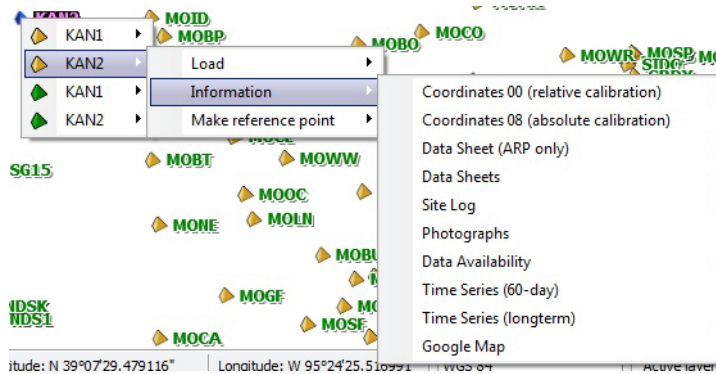 KAN2
MOID
MOBP
MOBO
MOCO
MOWR
MOSP
KAN1
KAN2
KAN1
KAN2
Load
Information
Make reference point
Coordinates 00 (relative calibration)
Coordinates 08 (absolute calibration)
Data Sheet (ARP only)
Data Sheets
Site Log
Photographs
Data Availability
Time Series (60-day)
Time Series (longterm)
Google Map
SG15
MOBT
MOWW
MOOC
MONE
MOLN
MOGF
MOSF
MOCA
NDS1
itude: N 39°07'29.479116"
Longitude: W 95°24'25.516991
WGS 84
Active layer